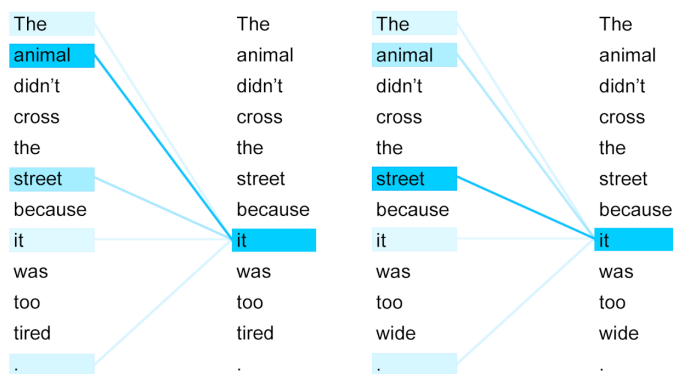 The The The The
animal animal animal animal
didn’t didn’t didn’t didn’t
cross cross cross cross
the the the the
street street street street
because because because because
it it it it
was was was was
too too too too
tired tired wide wide
. . . .